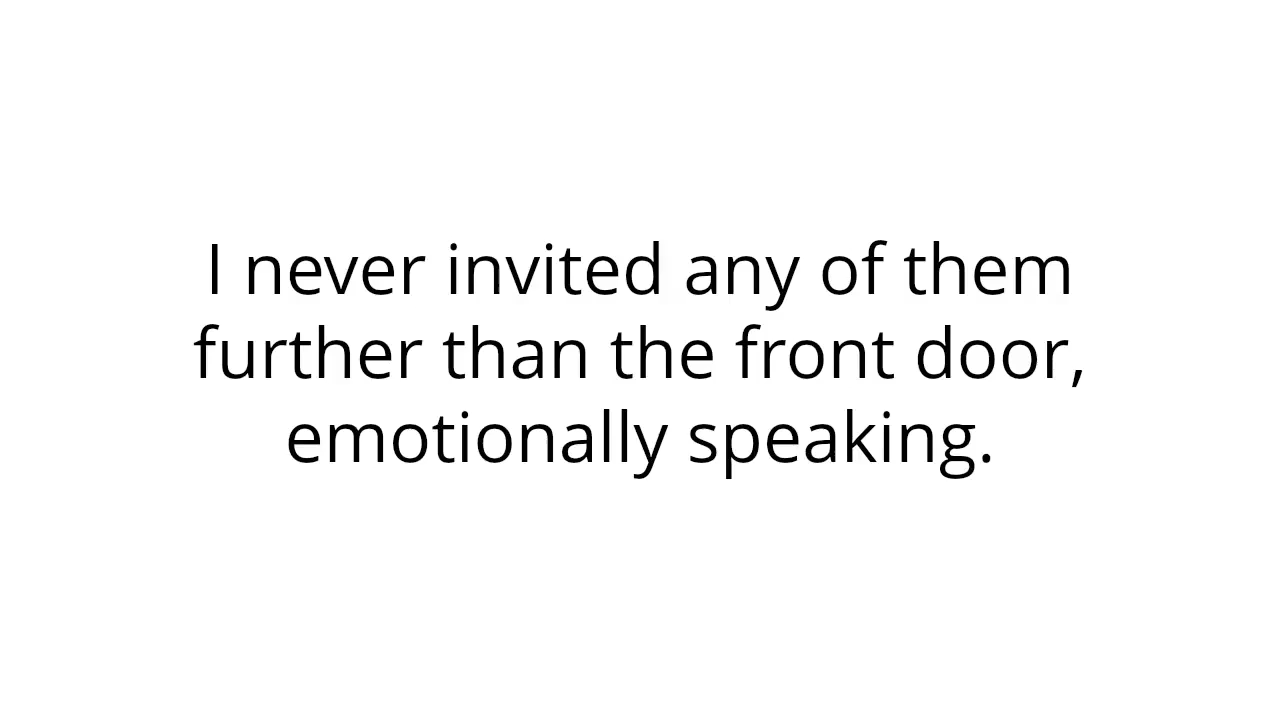 I never invited any of them
further than the front door,
emotionally speaking.